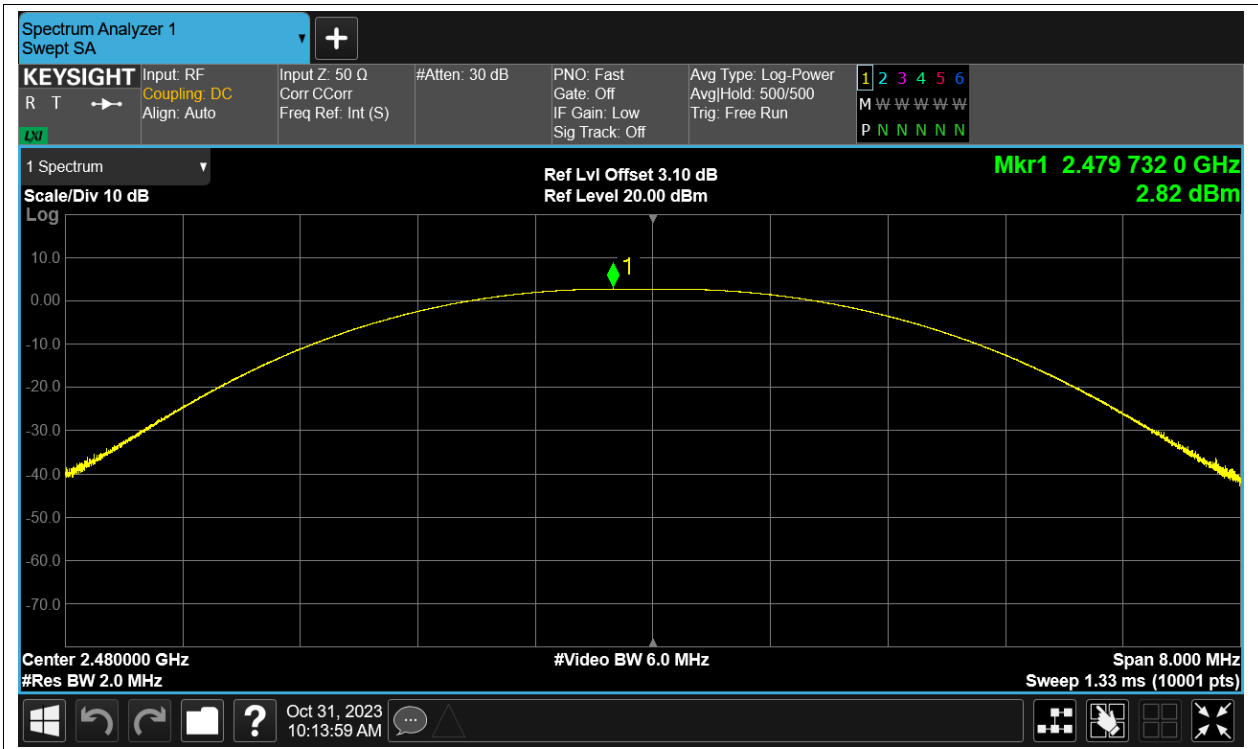 Spectrum Analyzer 1
Swept SA
KEYSIGHT
R T
LXI
Input: RF
Coupling: DC
Align: Auto
Input Z: 50 Ω
Corr CCorr
Freq Ref: Int (S)
#Atten: 30 dB
PNO: Fast
Gate: Off
IF Gain: Low
Sig Track: Off
Avg Type: Log-Power
Avg|Hold: 500/500
Trig: Free Run
1 2 3 4 5 6
M W W W W W
P N N N N N
1 Spectrum
Scale/Div 10 dB
Log
Ref Lvl Offset 3.10 dB
Ref Level 20.00 dBm
Mkr1 2.479 732 0 GHz
2.82 dBm
1
10.0
0.00
-10.0
-20.0
-30.0
-40.0
-50.0
-60.0
-70.0
Center 2.480000 GHz
#Res BW 2.0 MHz
#Video BW 6.0 MHz
Span 8.000 MHz
Sweep 1.33 ms (10001 pts)
?
Oct 31, 2023
10:13:59 AM